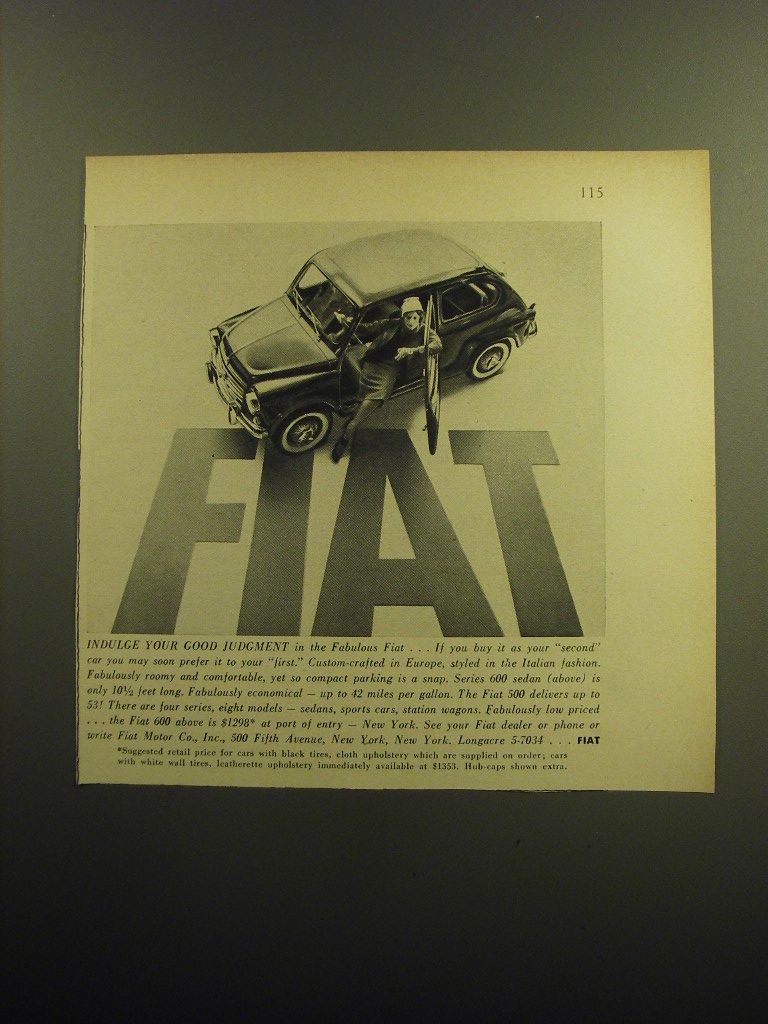 115
FIAT
INDULGE YOUR GOOD JUDGMENT in the Fabulous Fiat . . . If you buy it as your "second"
car you may soon prefer it to your "first." Custom-crafted in Europe, styled in the Italian fashion.
Fabulously roomy and comfortable, yet so compact parking is a snap. Series 600 sedan (above) is
only 10½ feet long. Fabulously economical — up to 42 miles per gallon. The Fiat 500 delivers up to
53! There are four series, eight models — sedans, sports cars, station wagons. Fabulously low priced
. . . the Fiat 600 above is $1298* at port of entry — New York. See your Fiat dealer or phone or
write Fiat Motor Co., Inc., 500 Fifth Avenue, New York, New York. Longacre 5-7034 . . . FIAT
*Suggested retail price for cars with black tires, cloth upholstery which are supplied on order; cars
with white wall tires, leatherette upholstery immediately available at $1353. Hub-caps shown extra.